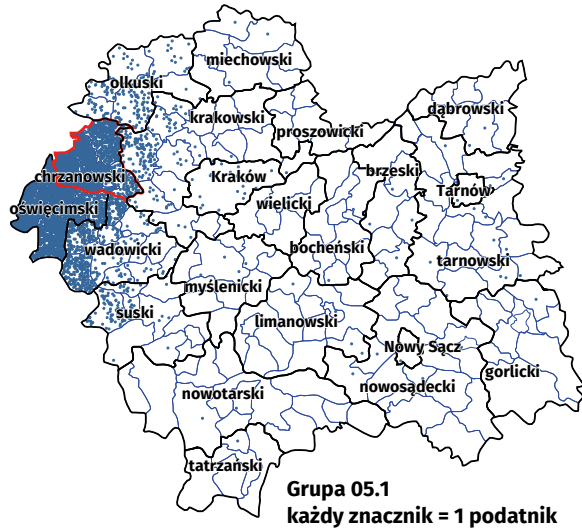 miechowski
olkuski
dąbrowski
krakowski
proszowicki
chrzanowski
Kraków
brzeski
Tarnów
oświęcimski
wielicki
wadowicki
bocheński
tarnowski
myślenicki
suski
limanowski
Nowy Sącz
gorlicki
nowotarski
nowosądecki
tatrzański
Grupa 05.1
każdy znacznik = 1 podatnik